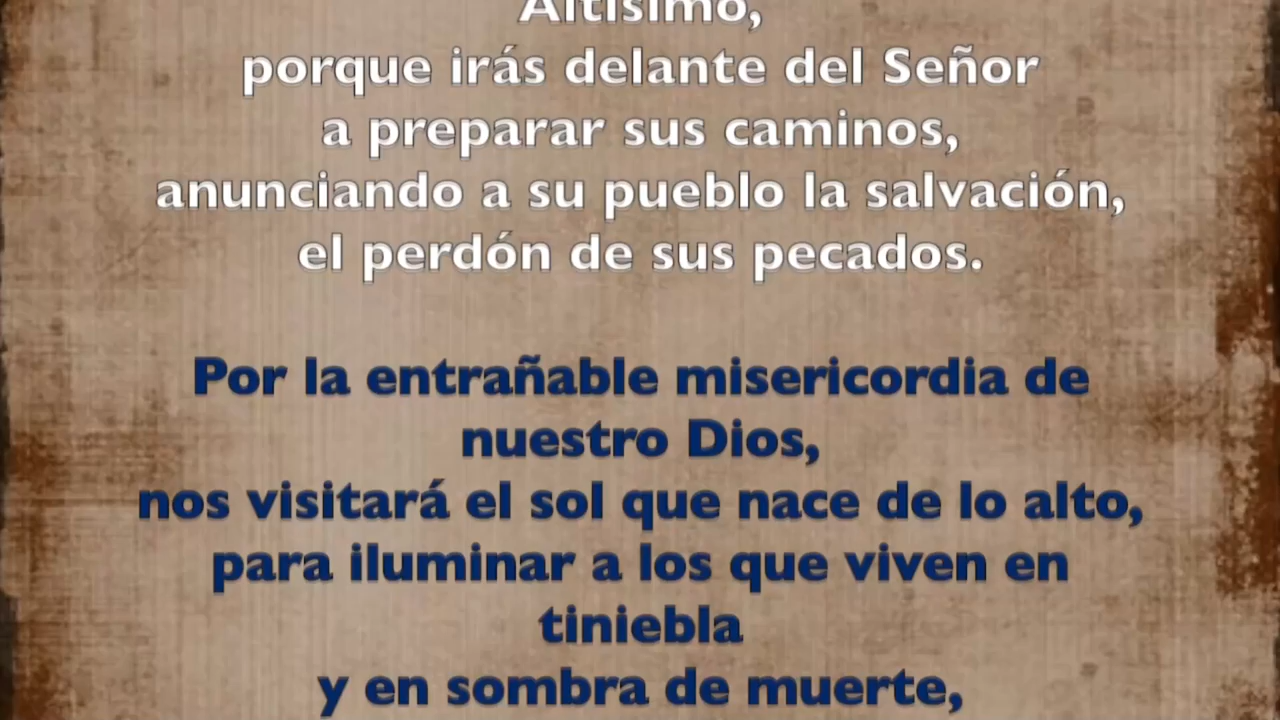 Altísimo,
porque irás delante del Señor
a preparar sus caminos,
anunciando a su pueblo la salvación,
el perdón de sus pecados.
Por la entrañable misericordia de
nuestro Dios,
nos visitará el sol que nace de lo alto,
para iluminar a los que viven en
tiniebla
y en sombra de muerte,